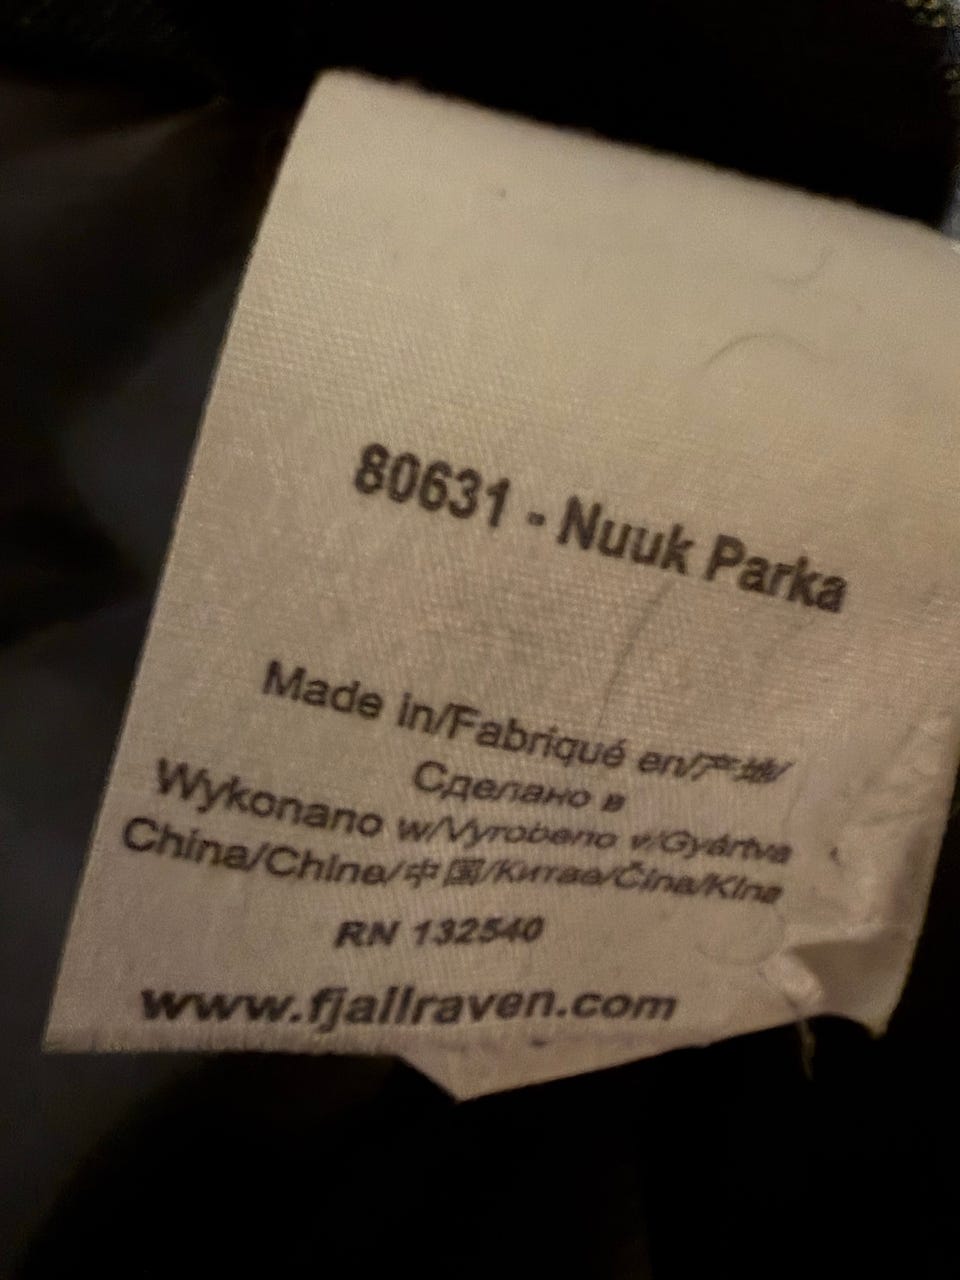 80631 - Nuuk Parka
Made in/Fabriqué en/产地/
Сделано в
Wykonano w/Vyrobeno v/Gyártva
China/Chine/中国/Китае/Čína/Kína
RN 132540
www.fjallraven.com